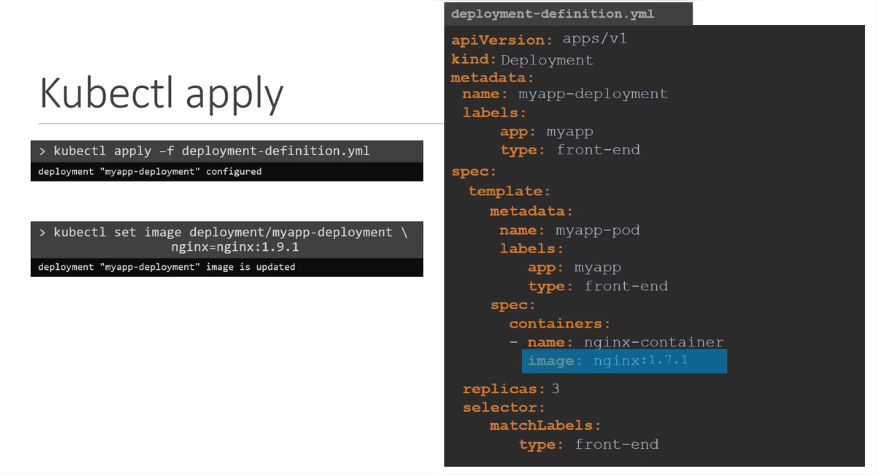 Kubectl apply
> kubectl apply –f deployment-definition.yml
deployment "myapp-deployment" configured
> kubectl set image deployment/myapp-deployment \
nginx=nginx:1.9.1
deployment "myapp-deployment" image is updated
deployment-definition.yml
apiVersion: apps/v1
kind: Deployment
metadata:
name: myapp-deployment
labels:
app: myapp
type: front-end
spec:
template:
metadata:
name: myapp-pod
labels:
app: myapp
type: front-end
spec:
containers:
- name: nginx-container
image: nginx:1.7.1
replicas: 3
selector:
matchLabels:
type: front-end